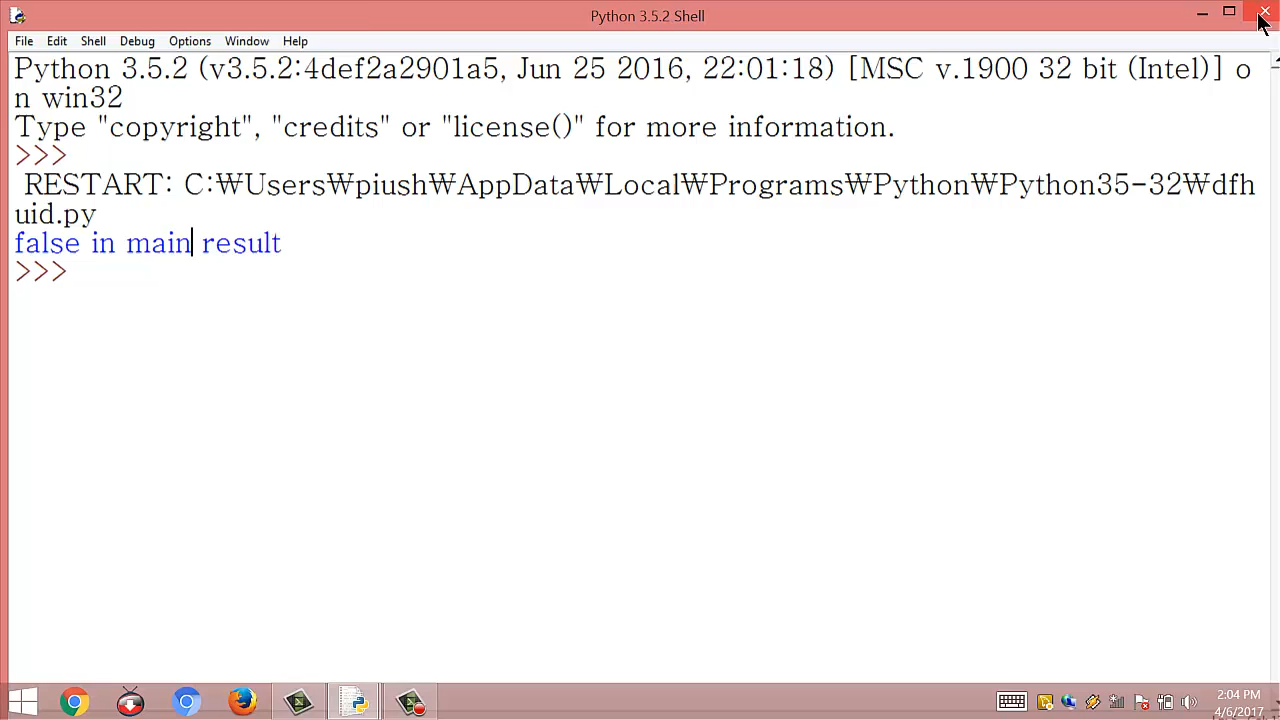 Python 3.5.2 Shell
File Edit Shell Debug Options Window Help
Python 3.5.2 (v3.5.2:4def2a2901a5, Jun 25 2016, 22:01:18) [MSC v.1900 32 bit (Intel)] o
n win32
Type "copyright", "credits" or "license()" for more information.
>>>
RESTART: C:₩Users₩piush₩AppData₩Local₩Programs₩Python₩Python35-32₩dfh
uid.py
false in main result
>>>
2:04 PM
4/6/2017